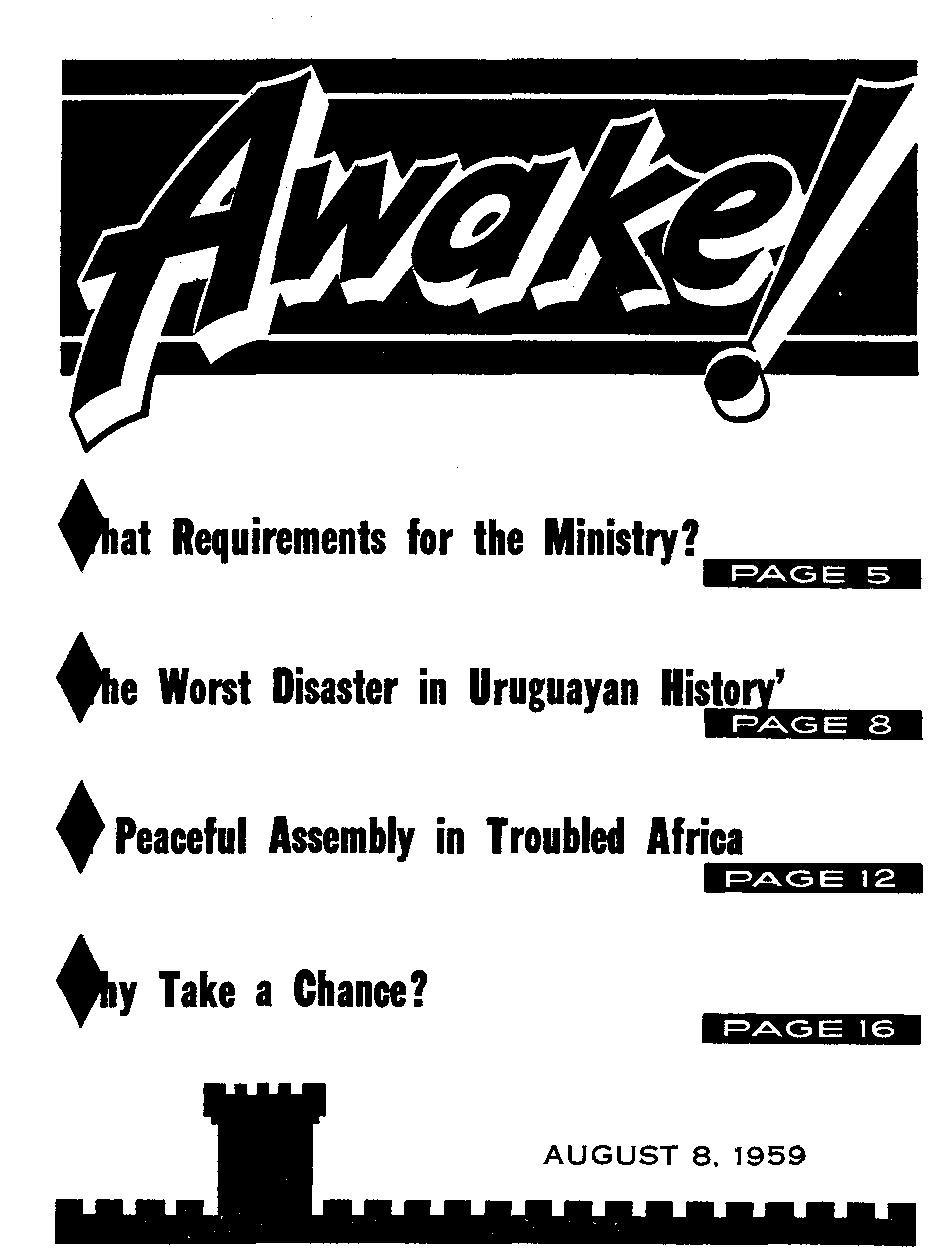 Awake!
hat Requirements for the Ministry?
PAGE 5
he Worst Disaster in Uruguayan History'
PAGE 8
Peaceful Assembly in Troubled Africa
PAGE 12
hy Take a Chance?
PAGE 16
AUGUST 8, 1959